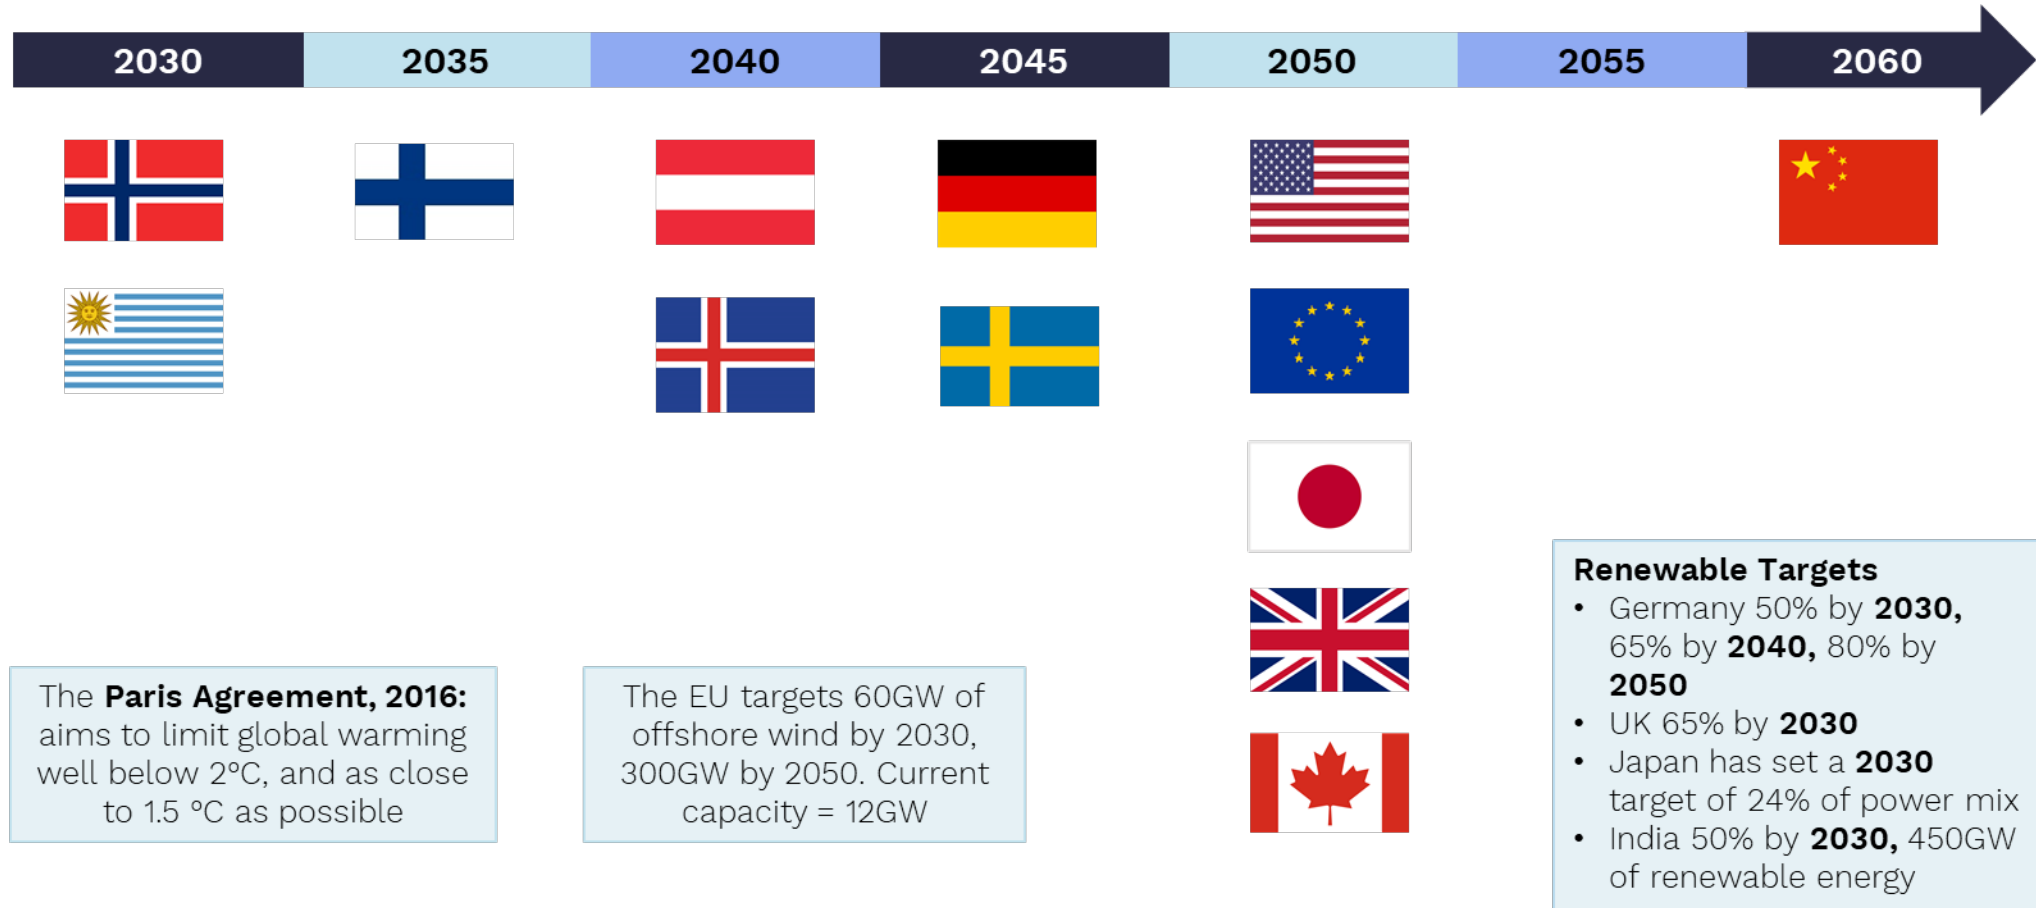 2030
2035
2040
2045
2050
2055
2060
The Paris Agreement, 2016:
aims to limit global warming
well below 2°C, and as close
to 1.5 °C as possible
The EU targets 60GW of
offshore wind by 2030,
300GW by 2050. Current
capacity = 12GW
Renewable Targets
• Germany 50% by 2030,
65% by 2040, 80% by
2050
• UK 65% by 2030
• Japan has set a 2030
target of 24% of power mix
• India 50% by 2030, 450GW
of renewable energy